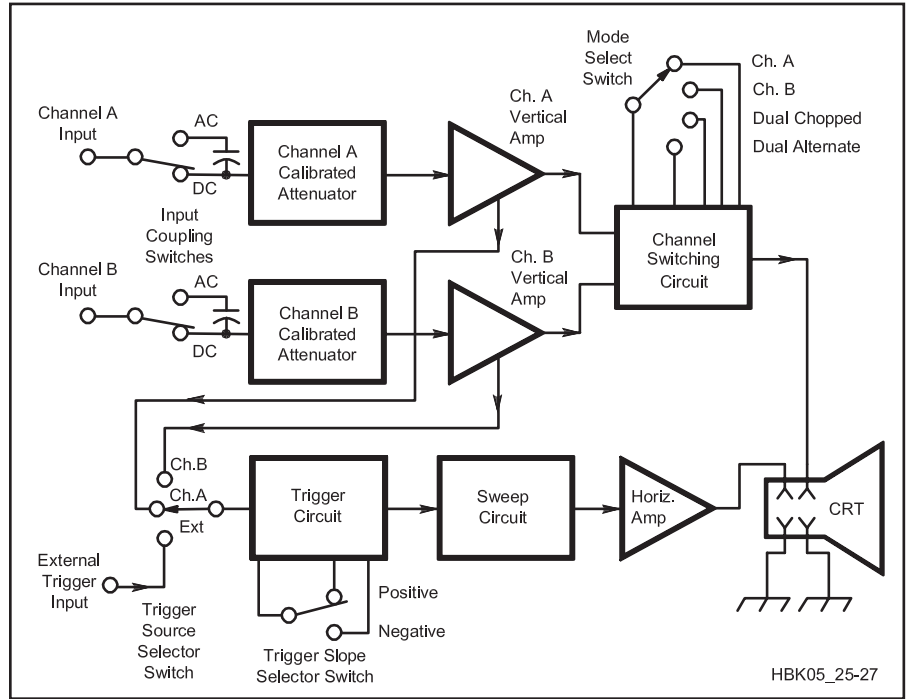 Mode
Select
Switch
Ch. A
Ch. B
Dual Chopped
Dual Alternate
Channel A
Input
AC
DC
Channel A
Calibrated
Attenuator
Ch. A
Vertical
Amp
Input
Coupling
Switches
Channel
Switching
Circuit
Channel B
Input
AC
DC
Channel B
Calibrated
Attenuator
Ch. B
Vertical
Amp
Ch.B
Ch.A
Ext
Trigger
Circuit
Sweep
Circuit
Horiz.
Amp
CRT
External
Trigger
Input
Trigger
Source
Selector
Switch
Positive
Negative
Trigger Slope
Selector Switch
HBK05_25-27